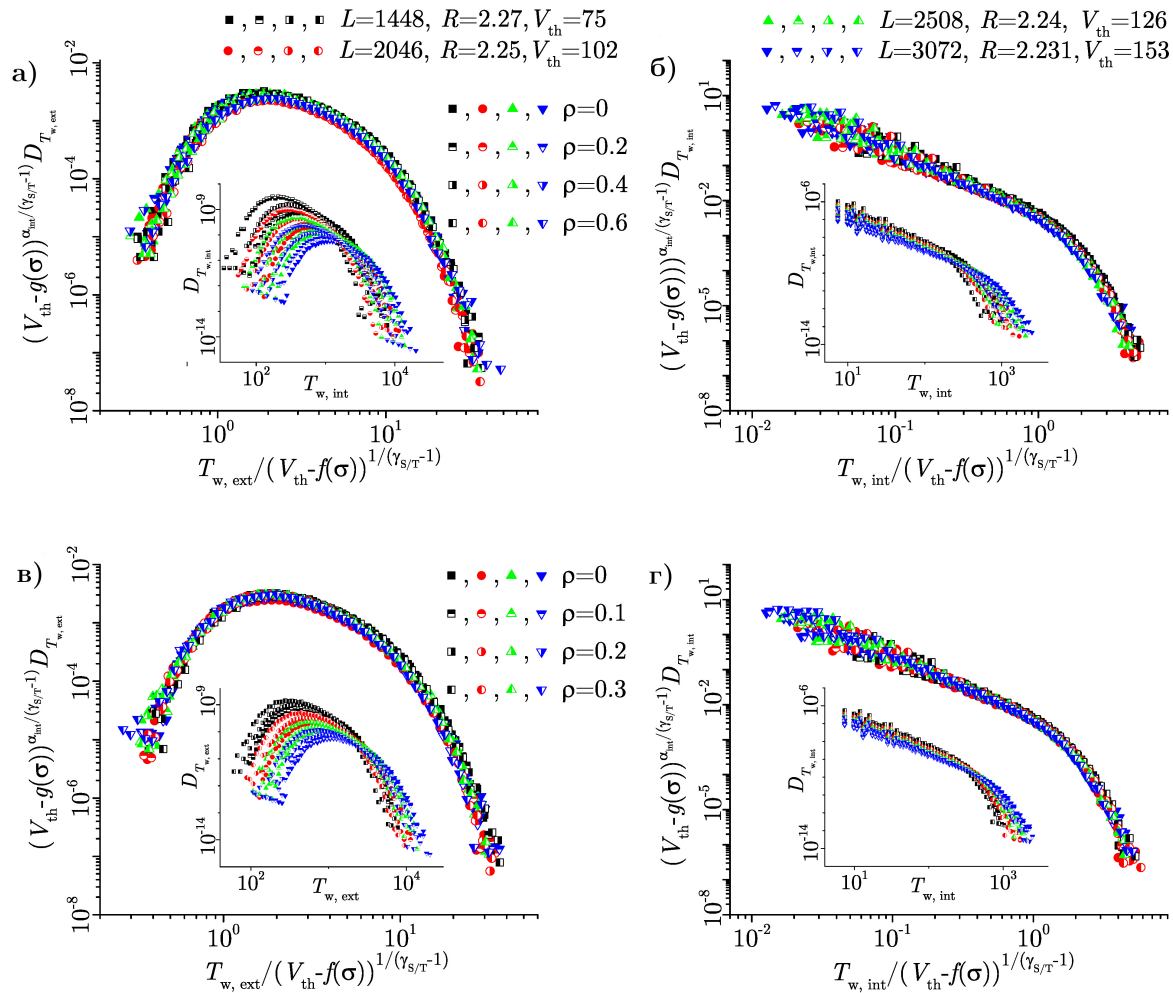 L=1448, R=2.27, V_th=75
L=2046, R=2.25, V_th=102
L=2508, R=2.24, V_th=126
L=3072, R=2.231, V_th=153
а)
(V_th-g(σ))^α_int/(γ_S/T-1) D_T_w, ext
10^-2
10^-4
10^-6
10^-8
10^0
10^1
T_w, ext/(V_th-f(σ))^1/(γ_S/T-1)
, , , ρ=0
, , , ρ=0.2
, , , ρ=0.4
, , , ρ=0.6
D_T_w, int
10^-9
10^-14
10^2
10^4
T_w, int
б)
(V_th-g(σ)))^α_int/(γ_S/T-1) D_T_w, int
10^1
10^-2
10^-5
10^-8
10^-2
10^-1
10^0
T_w, int/(V_th-f(σ))^1/(γ_S/T-1)
D_T_w, int
10^-6
10^-14
10^1
10^3
T_w, int
в)
(V_th-g(σ))^α_int/(γ_S/T-1) D_T_w, ext
10^-2
10^-4
10^-6
10^-8
10^0
10^1
T_w, ext/(V_th-f(σ))^1/(γ_S/T-1)
, , , ρ=0
, , , ρ=0.1
, , , ρ=0.2
, , , ρ=0.3
D_T_w, ext
10^-9
10^-14
10^2
10^4
T_w, ext
г)
(V_th-g(σ))^α_int/(γ_S/T-1) D_T_w, int
10^1
10^-2
10^-5
10^-8
10^-2
10^-1
10^0
T_w, int/(V_th-f(σ))^1/(γ_S/T-1)
D_T_w, int
10^-6
10^-14
10^1
10^3
T_w, int